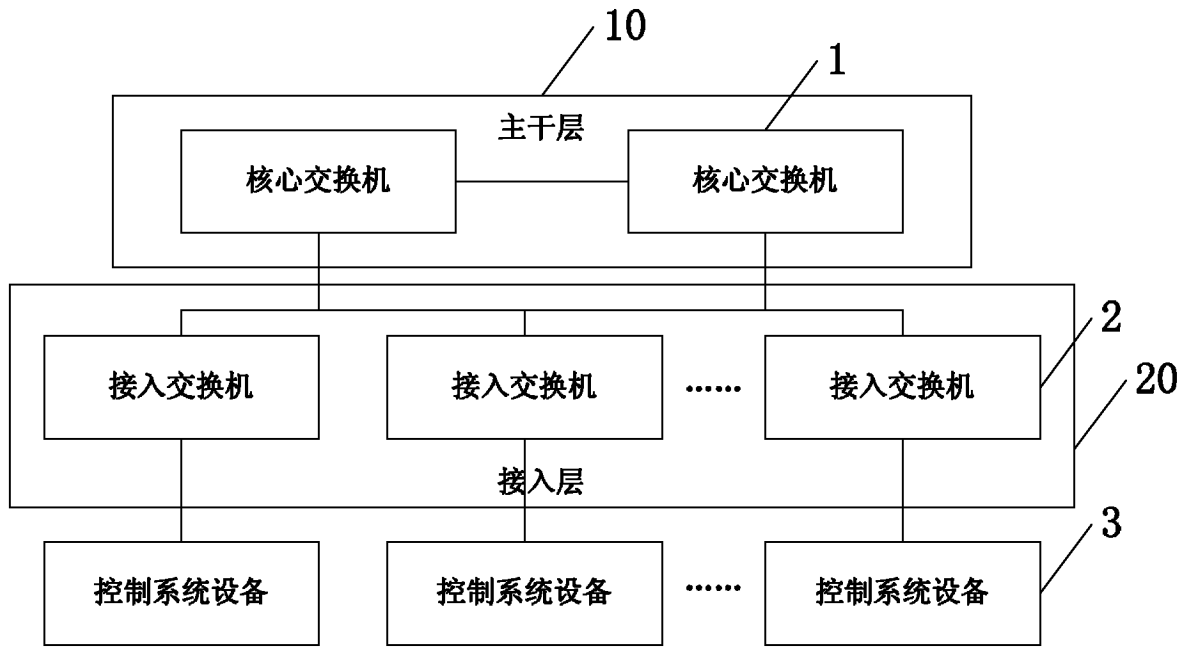 10
1
主干层
核心交换机
核心交换机
2
接入交换机
接入交换机
……
接入交换机
20
接入层
3
控制系统设备
控制系统设备
……
控制系统设备